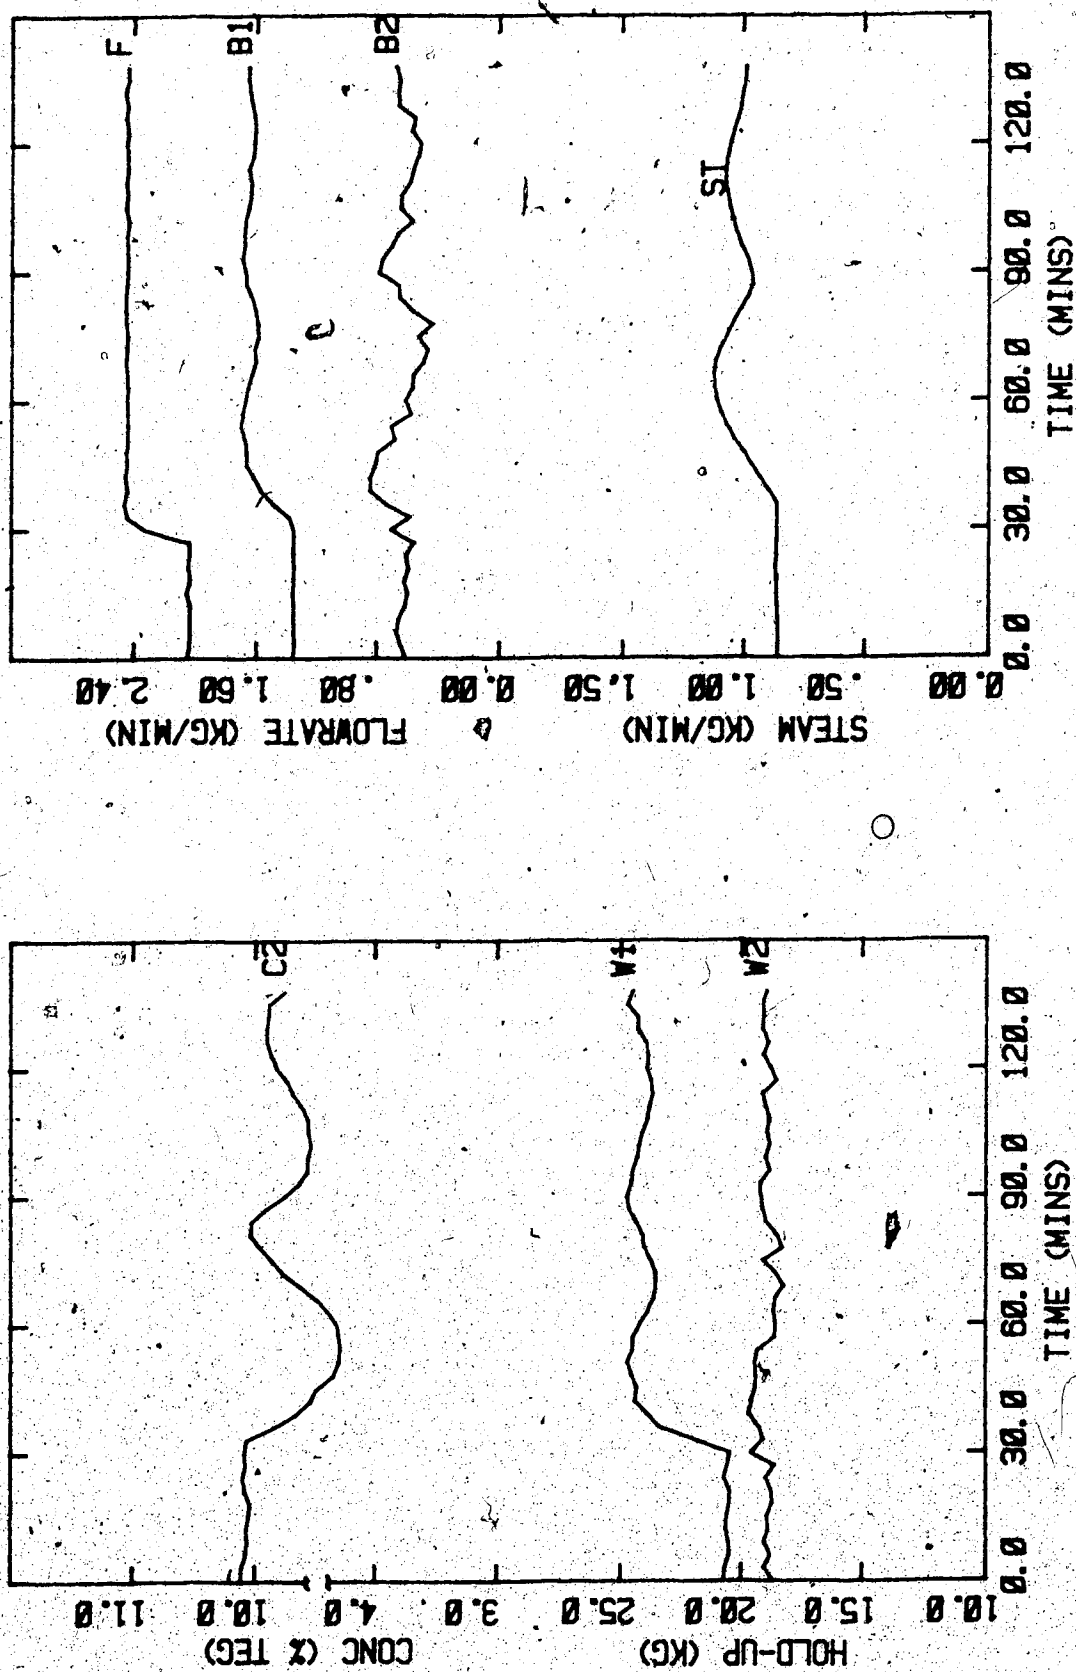 CONC (% TEG)
11.0
10.0
4.0
3.0
C2
HOLD-UP (KG)
25.0
20.0
15.0
10.0
W1
W2
0.0 30.0 60.0 90.0 120.0
TIME (MINS)
FLOWRATE (KG/MIN)
2.40
1.60
.80
0.00
F
B1
B2
STEAM (KG/MIN)
1.50
1.00
.50
0.00
ST
0.0 30.0 60.0 90.0 120.0
TIME (MINS)